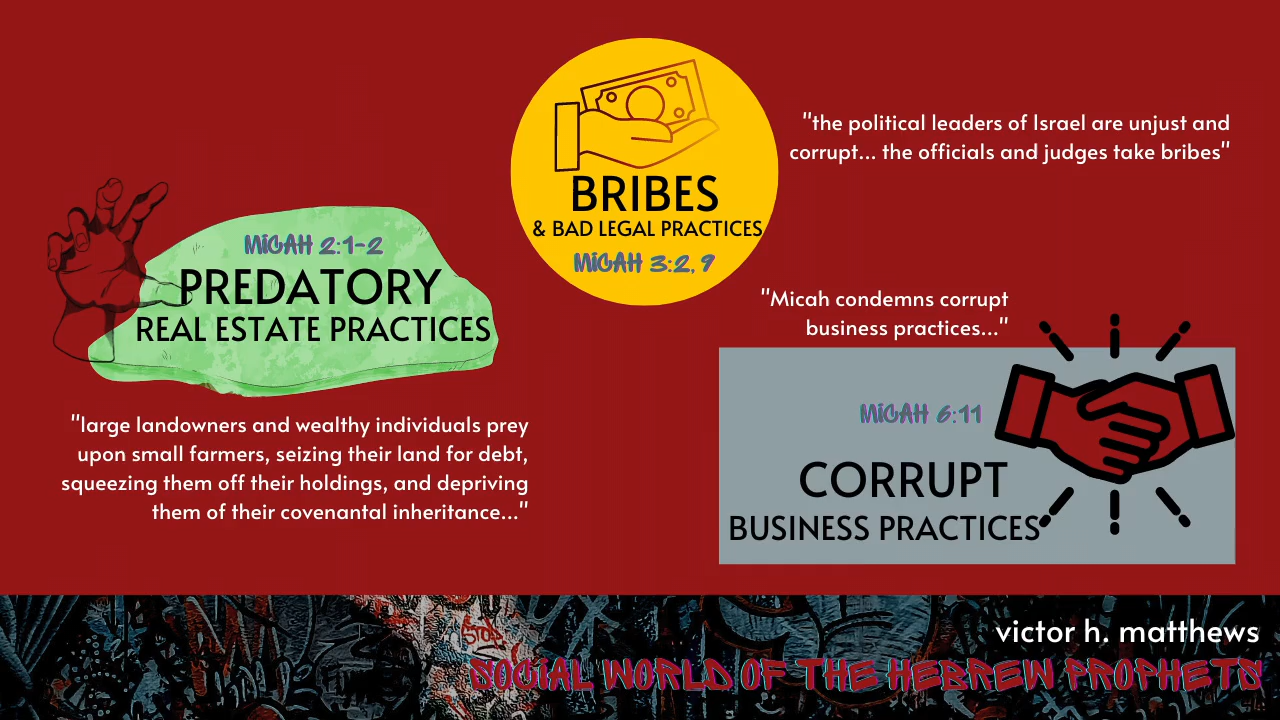 BRIBES
& BAD LEGAL PRACTICES
MiCAH 3:2, 9
"the political leaders of Israel are unjust and
corrupt... the officials and judges take bribes"
MiCAH 2:1-2
PREDATORY
REAL ESTATE PRACTICES
"large landowners and wealthy individuals prey
upon small farmers, seizing their land for debt,
squeezing them off their holdings, and depriving
them of their covenantal inheritance..."
"Micah condemns corrupt
business practices..."
MiCAH 6:11
CORRUPT
BUSINESS PRACTICES
STOP
victor h. matthews
SOCIAL WORLD OF THE HEBREW PROPHETS